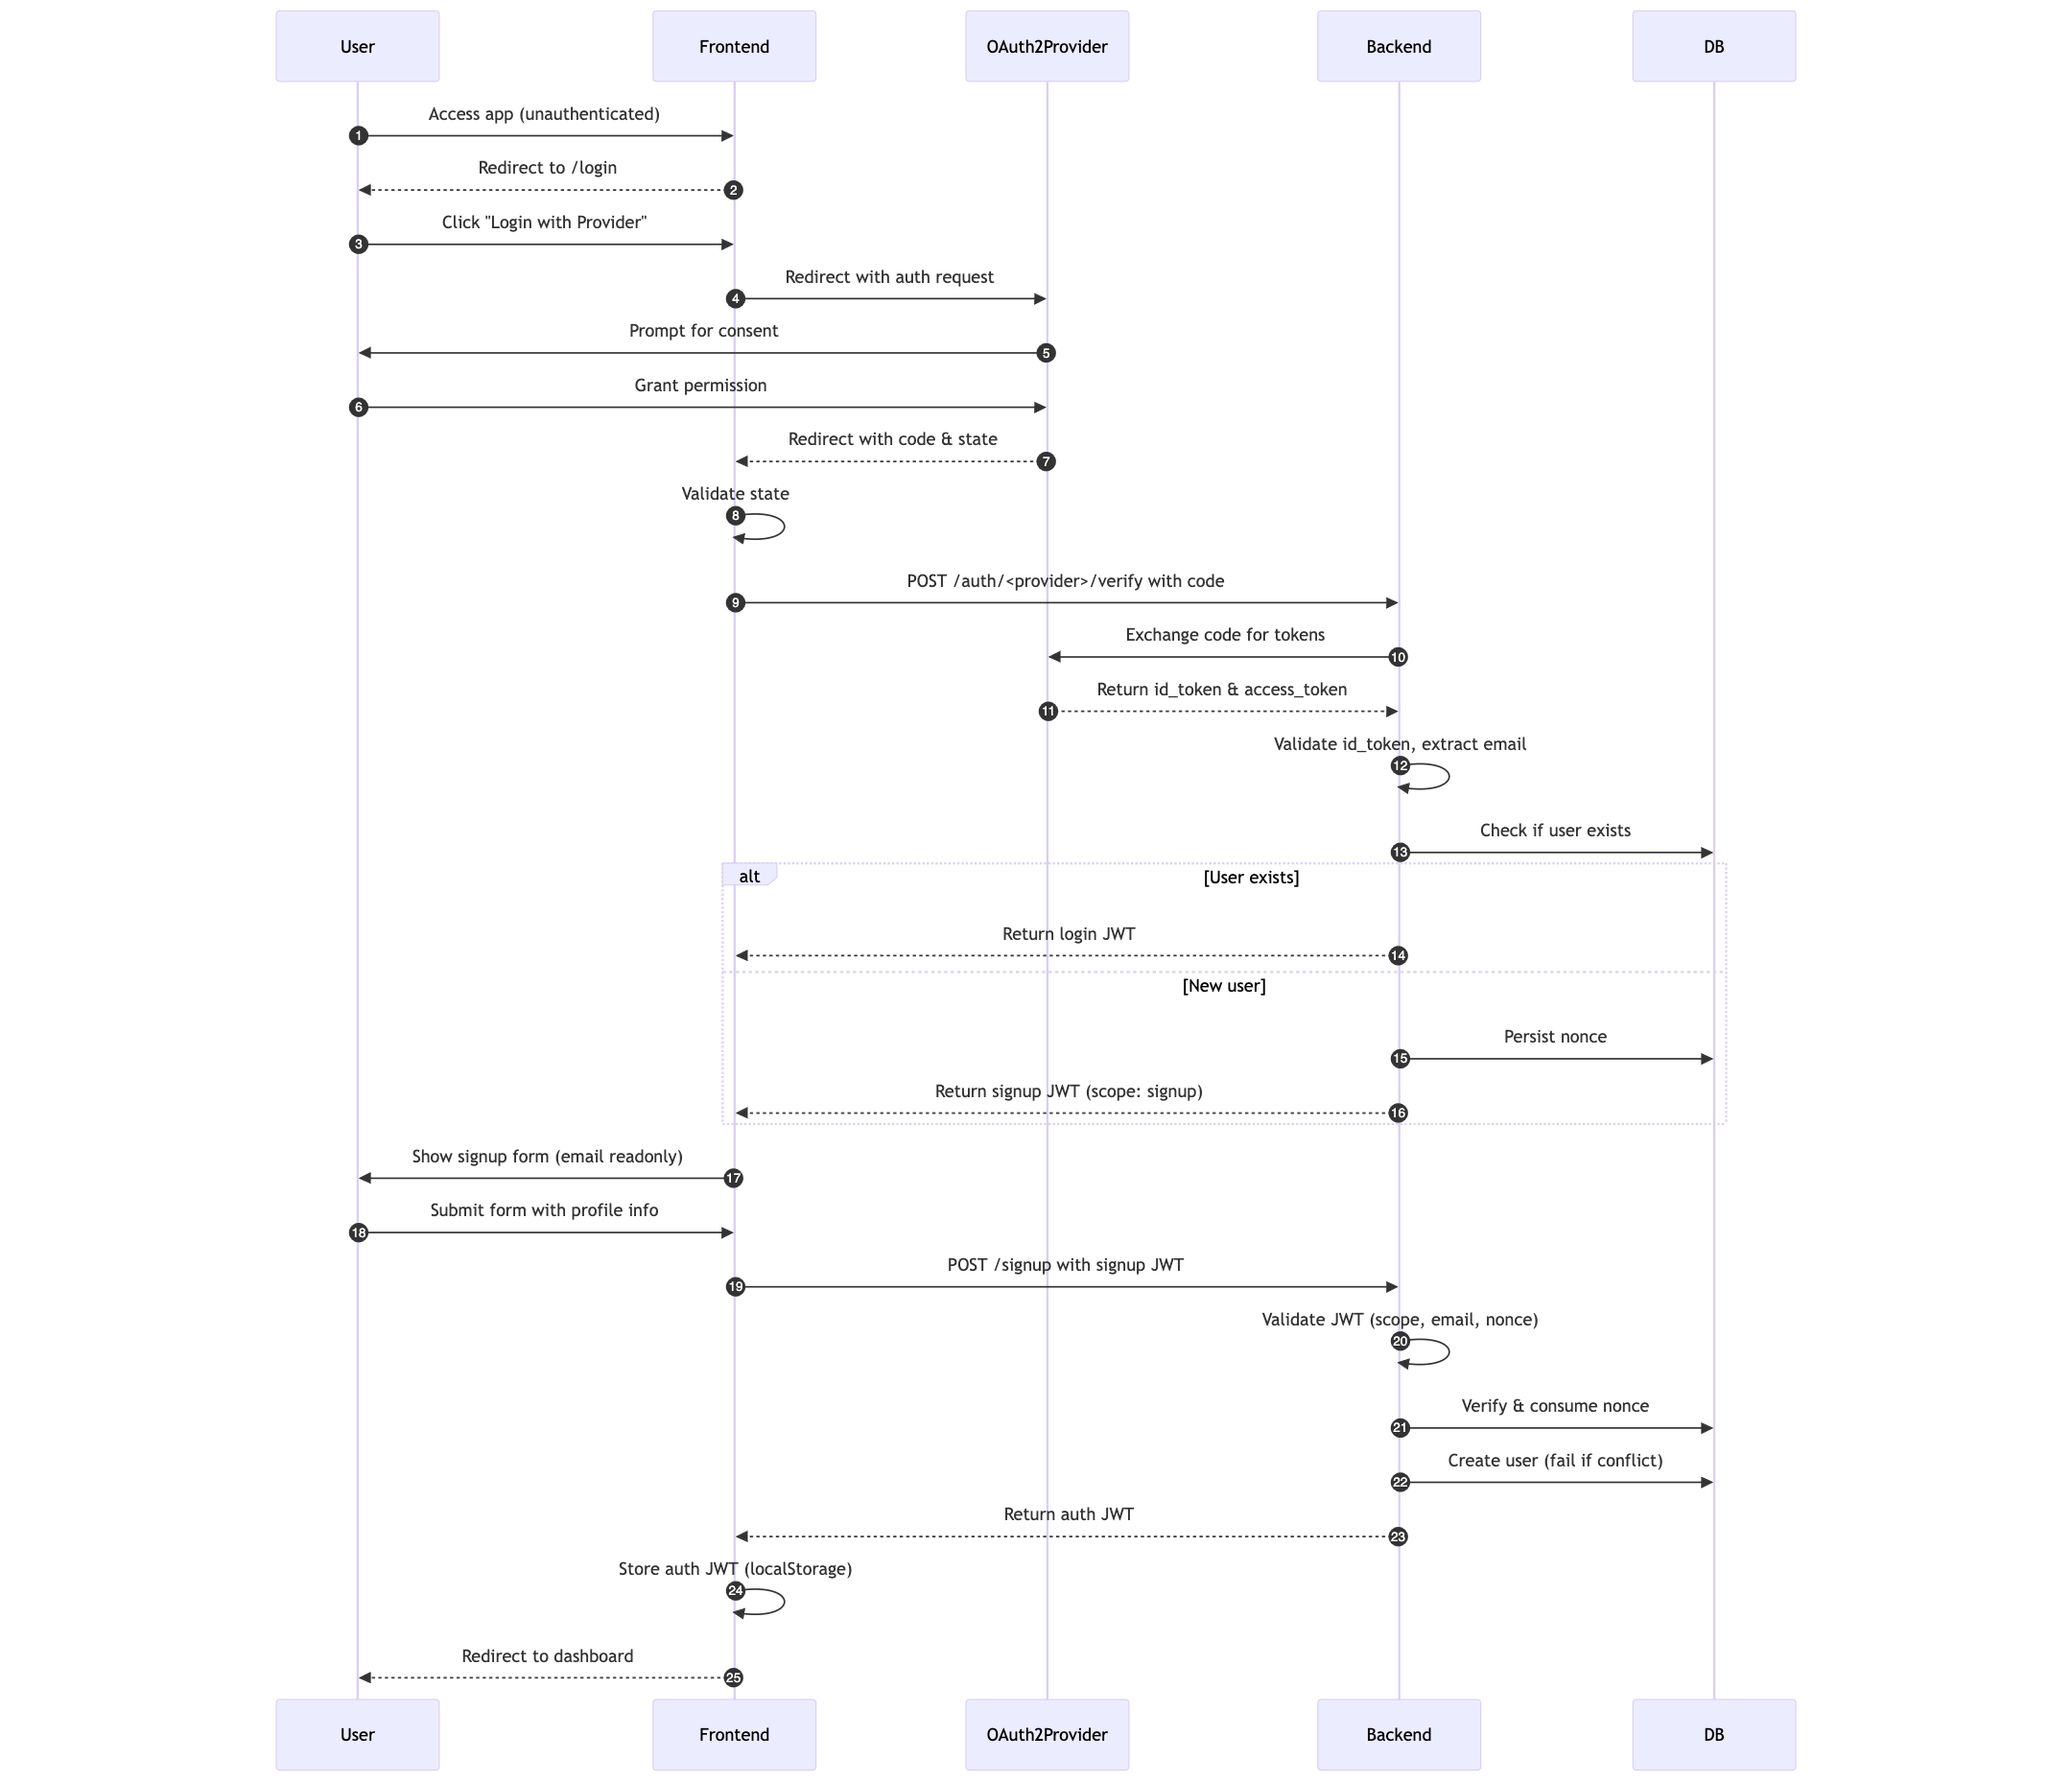 User
Frontend
OAuth2Provider
Backend
DB
Access app (unauthenticated)
1
Redirect to /login
2
Click "Login with Provider"
3
Redirect with auth request
4
Prompt for consent
5
Grant permission
6
Redirect with code & state
7
Validate state
8
POST /auth/<provider>/verify with code
9
Exchange code for tokens
10
Return id_token & access_token
11
Validate id_token, extract email
12
Check if user exists
13
alt
[User exists]
Return login JWT
14
[New user]
Persist nonce
15
Return signup JWT (scope: signup)
16
Show signup form (email readonly)
17
Submit form with profile info
18
POST /signup with signup JWT
19
Validate JWT (scope, email, nonce)
20
Verify & consume nonce
21
Create user (fail if conflict)
22
Return auth JWT
23
Store auth JWT (localStorage)
24
Redirect to dashboard
25
User
Frontend
OAuth2Provider
Backend
DB